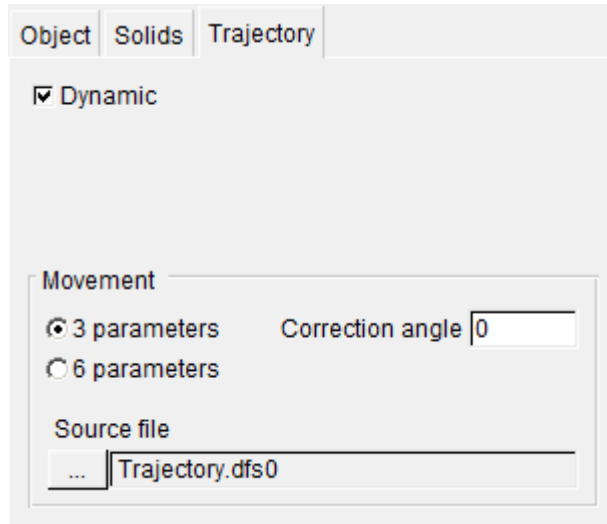 Object Solids Trajectory
Dynamic
Movement
3 parameters Correction angle 0
6 parameters
Source file
... Trajectory.dfs0